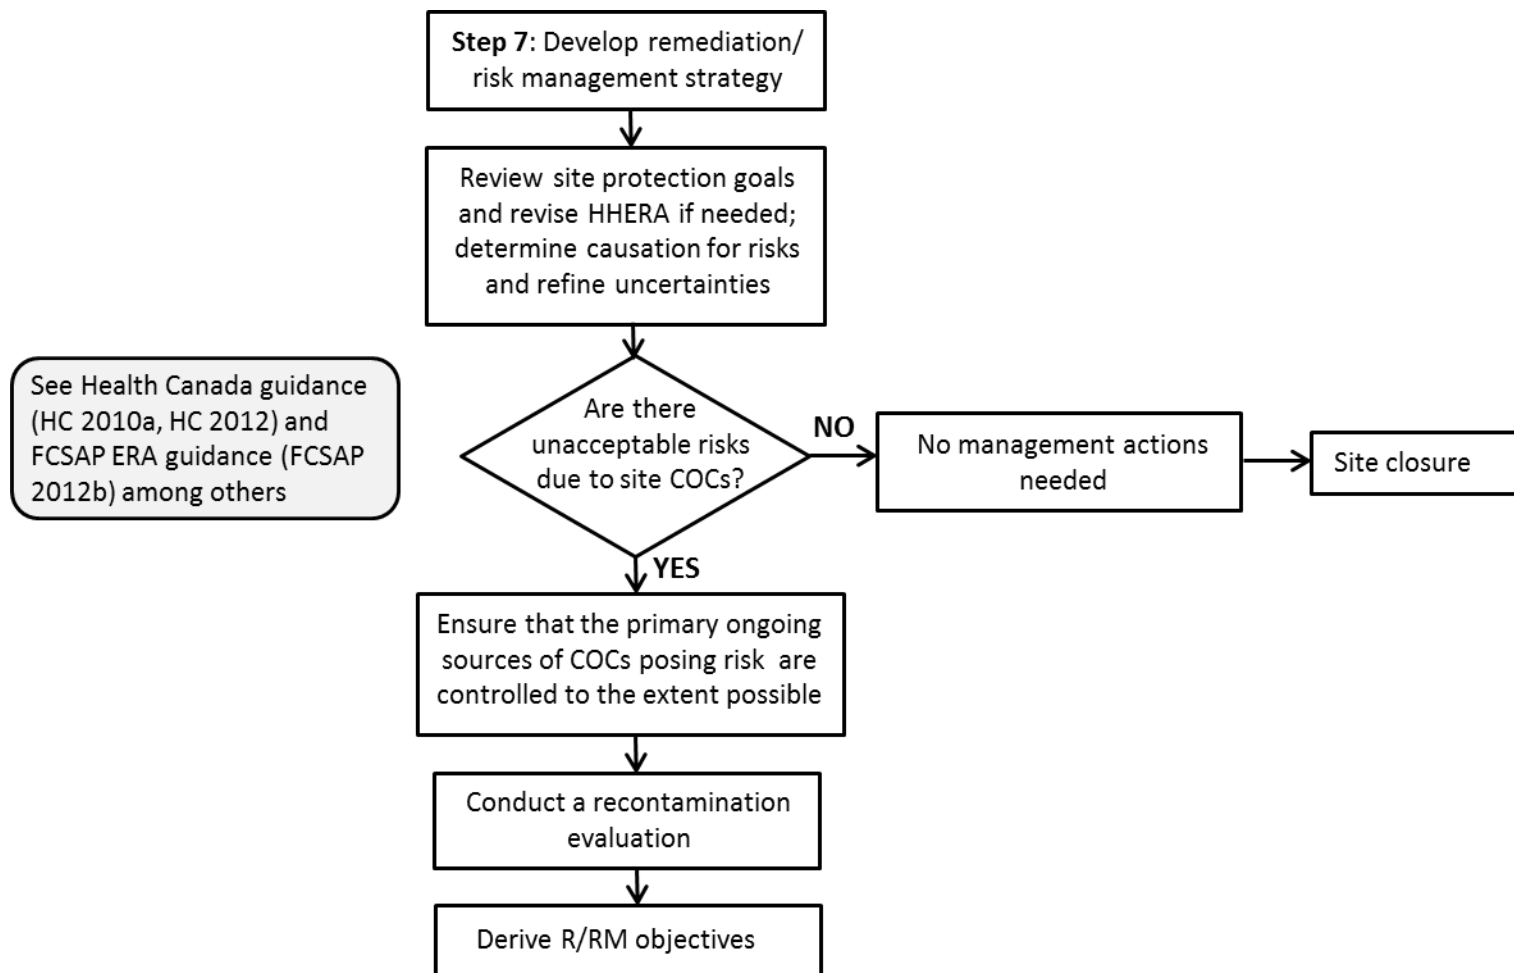 Step 7: Develop remediation/
risk management strategy
Review site protection goals
and revise HHERA if needed;
determine causation for risks
and refine uncertainties
See Health Canada guidance
(HC 2010a, HC 2012) and
FCSAP ERA guidance (FCSAP
2012b) among others
Are there
unacceptable risks
due to site COCs?
NO
No management actions
needed
Site closure
YES
Ensure that the primary ongoing
sources of COCs posing risk are
controlled to the extent possible
Conduct a recontamination
evaluation
Derive R/RM objectives